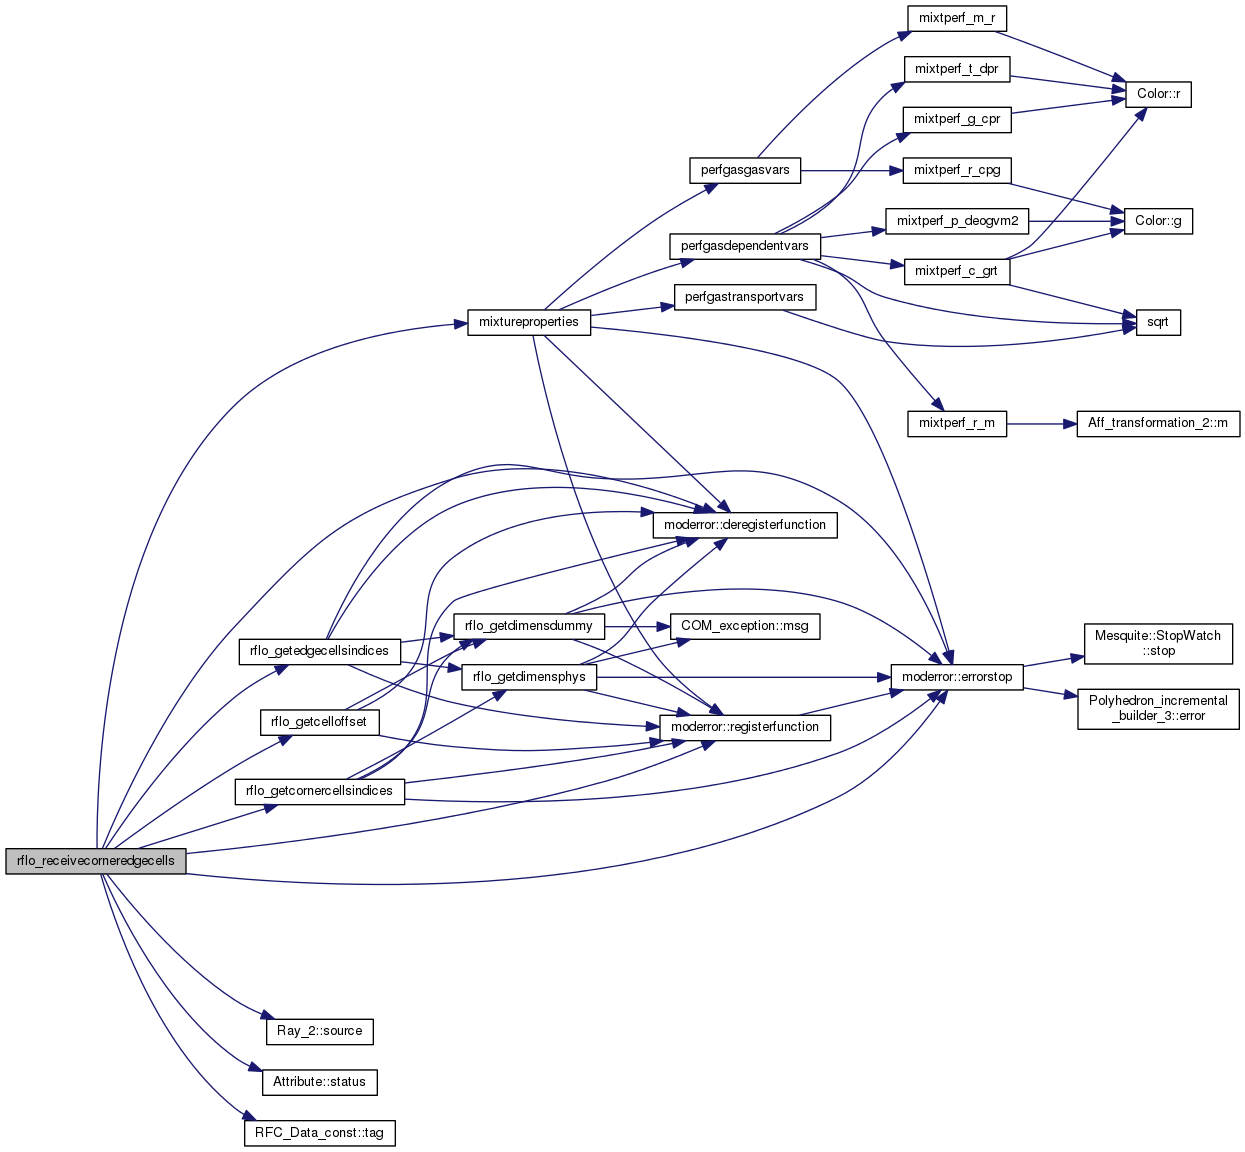 mixtperf_m_r
mixtperf_t_dpr
Color::r
mixtperf_g_cpr
perfgasgasvars
mixtperf_r_cpg
mixtperf_p_deogvm2
Color::g
perfgasdependentvars
mixtperf_c_grt
perfgastransportvars
mixtureproperties
sqrt
mixtperf_r_m
Aff_transformation_2::m
moderror::deregisterfunction
rflo_getdimensdummy
COM_exception::msg
Mesquite::StopWatch
::stop
rflo_getedgecellsindices
rflo_getdimensphys
moderror::errorstop
Polyhedron_incremental
_builder_3::error
rflo_getcelloffset
moderror::registerfunction
rflo_getcornercellsindices
rflo_receivecorneredgecells
Ray_2::source
Attribute::status
RFC_Data_const::tag